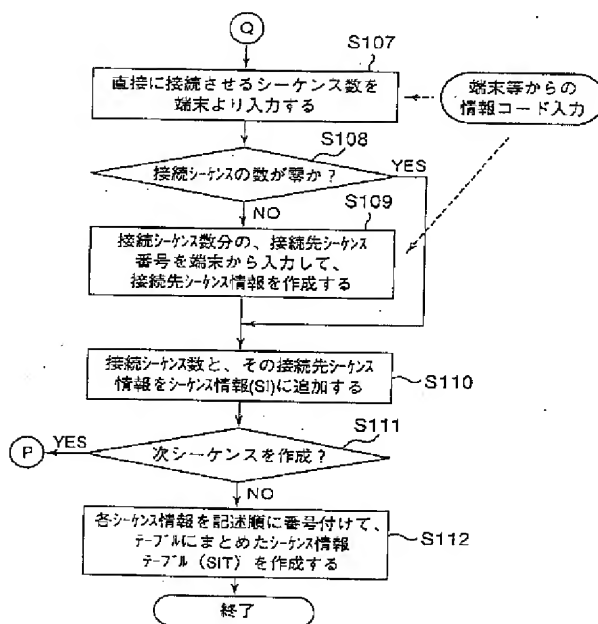 Q
S107
直接に接続させるシーケンス数を
端末より入力する
端末等からの
情報コード入力
S108
接続ｼｰｹﾝｽの数が零か？
YES
NO
S109
接続ｼｰｹﾝｽ数分の、接続先ｼｰｹﾝｽ
番号を端末から入力して、
接続先ｼｰｹﾝｽ情報を作成する
接続ｼｰｹﾝｽ数と、その接続先ｼｰｹﾝｽ
情報をｼｰｹﾝｽ情報(SI)に追加する
S110
S111
P
YES
次シーケンスを作成？
NO
各ｼｰｹﾝｽ情報を記述順に番号付けて、
ﾃｰﾌﾞﾙにまとめたｼｰｹﾝｽ情報
ﾃｰﾌﾞﾙ（SIT）を作成する
S112
終了